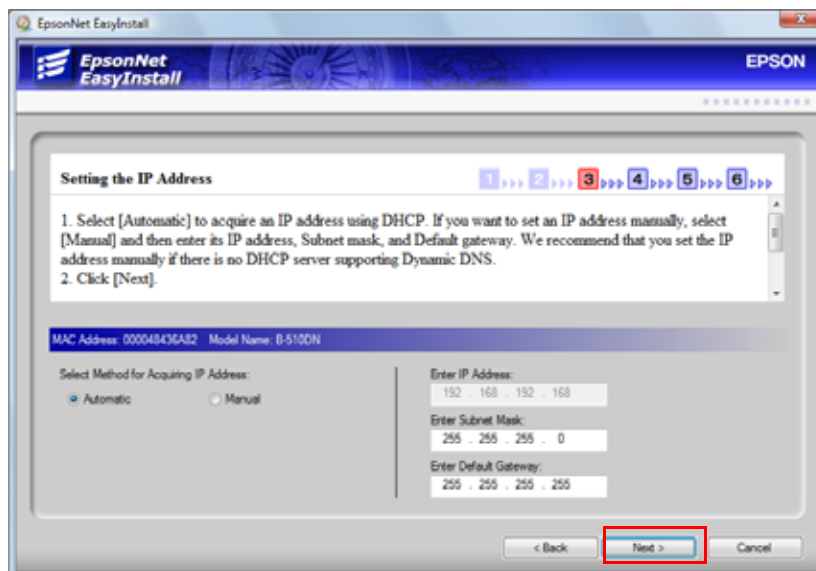 EpsonNet EasyInstall
EpsonNet
EasyInstall
EPSON
Setting the IP Address
1 2 3 4 5 6
1. Select [Automatic] to acquire an IP address using DHCP. If you want to set an IP address manually, select
[Manual] and then enter its IP address, Subnet mask, and Default gateway. We recommend that you set the IP
address manually if there is no DHCP server supporting Dynamic DNS.
2. Click [Next].
MAC Address: 000048436A82 Model Name: B-510DN
Select Method for Acquiring IP Address:
Automatic Manual
Enter IP Address:
192 . 168 . 192 . 168
Enter Subnet Mask:
255 . 255 . 255 . 0
Enter Default Gateway:
255 . 255 . 255 . 255
< Back Next > Cancel